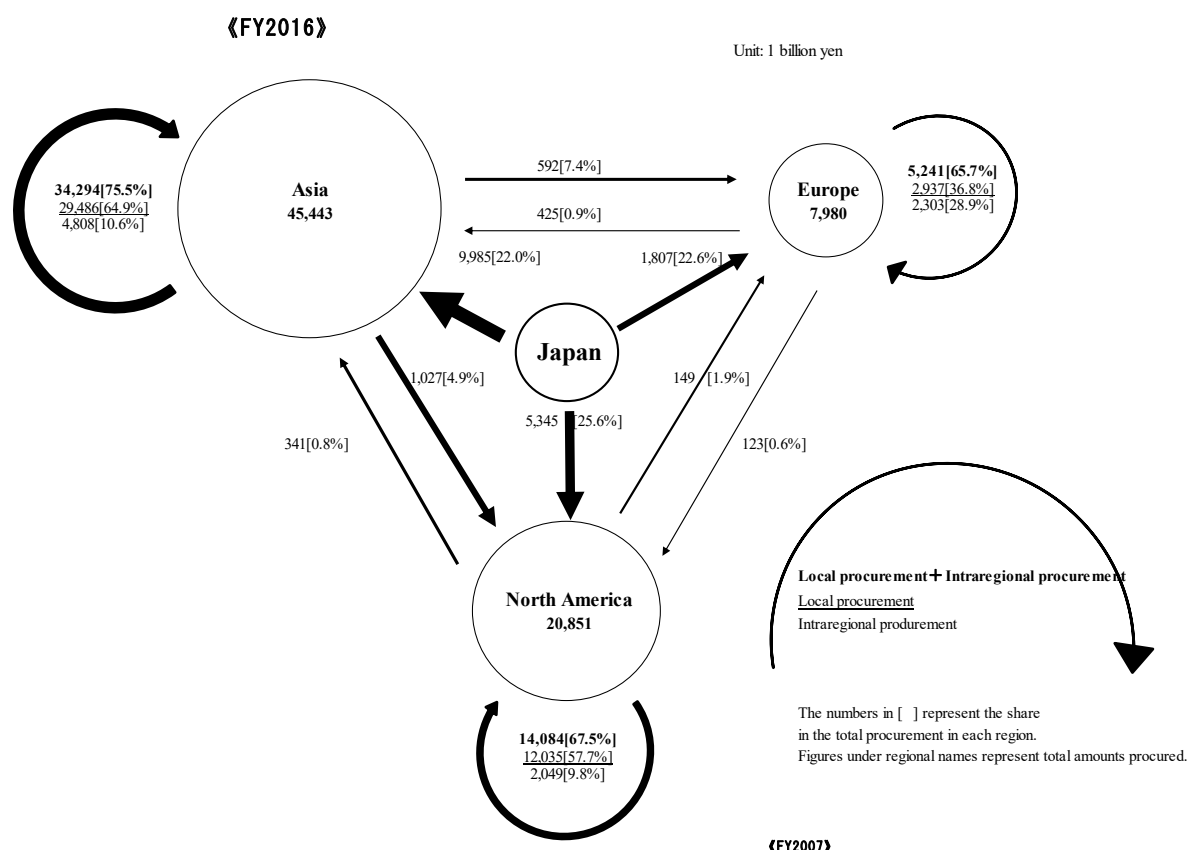 《FY2016》
Unit: 1 billion yen
34,294[75.5%]
29,486[64.9%]
4,808[10.6%]
Asia
45,443
592[7.4%]
425[0.9%]
Europe
7,980
5,241[65.7%]
2,937[36.8%]
2,303[28.9%]
9,985[22.0%]
1,807[22.6%]
Japan
1,027[4.9%]
149 [1.9%]
5,345 [25.6%]
341[0.8%]
123[0.6%]
North America
20,851
Local procurement＋Intraregional procurement
Local procurement
Intraregional produrement
14,084[67.5%]
12,035[57.7%]
2,049[9.8%]
The numbers in [ ] represent the share
in the total procurement in each region.
Figures under regional names represent total amounts procured.
《FY2007》